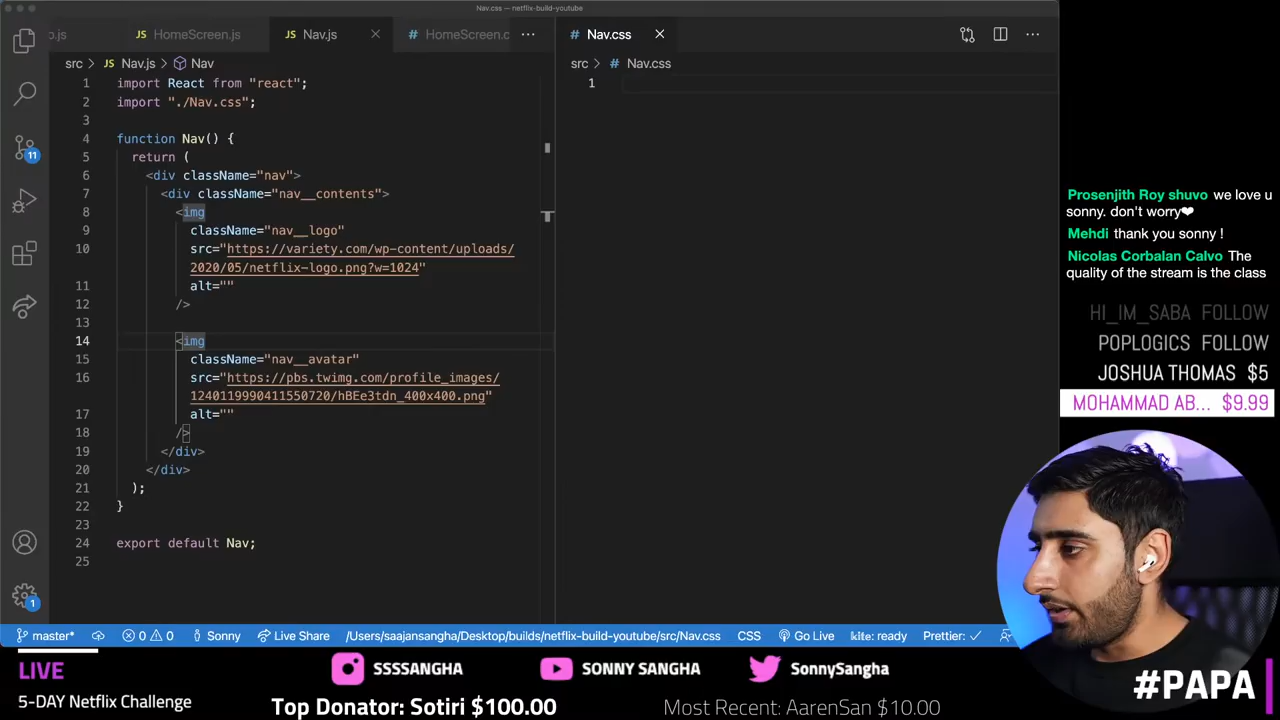 Nav.css — netflix-build-youtube
JS HomeScreen.js
JS Nav.js
# HomeScreen.c
# Nav.css
src > JS Nav.js > Nav
src > # Nav.css
1 import React from "react";
2 import "./Nav.css";
3
4 function Nav() {
5 return (
6 <div className="nav">
7 <div className="nav__contents">
8 <img
9 className="nav__logo"
10 src="https://variety.com/wp-content/uploads/
2020/05/netflix-logo.png?w=1024"
11 alt=""
12 />
13
14 <img
15 className="nav__avatar"
16 src="https://pbs.twimg.com/profile_images/
1240119990411550720/hBEe3tdn_400x400.png"
17 alt=""
18 />
19 </div>
20 </div>
21 );
22 }
23
24 export default Nav;
25
1
11
1
Prosenjith Roy shuvo we love u
sonny. don't worry❤
Mehdi thank you sonny !
Nicolas Corbalan Calvo The
quality of the stream is the class
HI_IM_SABA FOLLOW
POPLOGICS FOLLOW
JOSHUA THOMAS $5
MOHAMMAD AB... $9.99
master* 0 0 Sonny Live Share /Users/saajansangha/Desktop/builds/netflix-build-youtube/src/Nav.css CSS Go Live kite: ready Prettier: ✓
LIVE
5-DAY Netflix Challenge
SSSSANGHA
SONNY SANGHA
SonnySangha
Top Donator: Sotiri $100.00
Most Recent: AarenSan $10.00
#PAPA